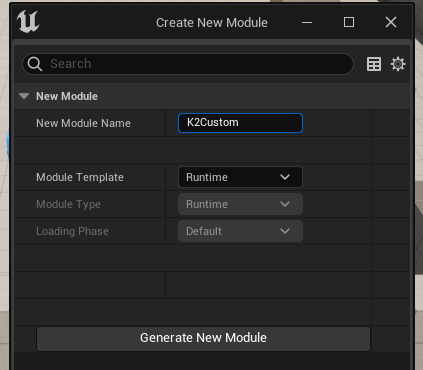 Create New Module
Search
New Module
New Module Name K2Custom
Module Template Runtime
Module Type Runtime
Loading Phase Default
Generate New Module